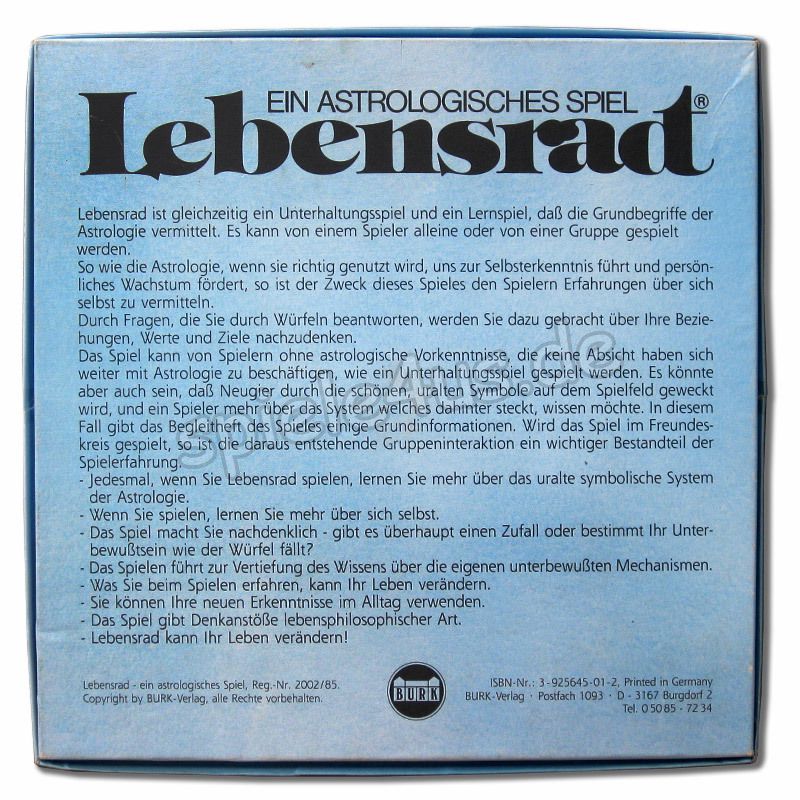 EIN ASTROLOGISCHES SPIEL
Lebensrad®
Lebensrad ist gleichzeitig ein Unterhaltungsspiel und ein Lernspiel, daß die Grundbegriffe der
Astrologie vermittelt. Es kann von einem Spieler alleine oder von einer Gruppe gespielt
werden.
So wie die Astrologie, wenn sie richtig genutzt wird, uns zur Selbsterkenntnis führt und persön-
liches Wachstum fördert, so ist der Zweck dieses Spieles den Spielern Erfahrungen über sich
selbst zu vermitteln.
Durch Fragen, die Sie durch Würfeln beantworten, werden Sie dazu gebracht über Ihre Bezie-
hungen, Werte und Ziele nachzudenken.
Das Spiel kann von Spielern ohne astrologische Vorkenntnisse, die keine Absicht haben sich
weiter mit Astrologie zu beschäftigen, wie ein Unterhaltungsspiel gespielt werden. Es könnte
aber auch sein, daß Neugier durch die schönen, alten Symbole auf dem Spielfeld geweckt
wird, und ein Spieler mehr über das System, welches dahinter steckt, wissen möchte. In diesem
Fall gibt das Begleitheft des Spieles einige Grundinformationen. Wird das Spiel im Freundes-
kreis gespielt, so ist die daraus entstehende Gruppeninteraktion ein wichtiger Bestandteil der
Spielerfahrung.
- Jedesmal, wenn Sie Lebensrad spielen, lernen Sie mehr über das uralte symbolische System
der Astrologie.
- Wenn Sie spielen, lernen Sie mehr über sich selbst.
- Das Spiel macht Sie nachdenklich - gibt es überhaupt einen Zufall oder bestimmt Ihr Unter-
bewußtsein wie der Würfel fällt?
- Das Spielen führt zur Vertiefung des Wissens über die eigenen unterbewußten Mechanismen.
- Was Sie beim Spielen erfahren, kann Ihr Leben verändern.
- Sie können Ihre neuen Erkenntnisse im Alltag verwenden.
- Das Spiel gibt Denkanstöße lebensphilosophischer Art.
- Lebensrad kann Ihr Leben verändern!
spiele4us.de
Lebensrad - ein astrologisches Spiel, Reg.-Nr. 2002/85.
Copyright by BURK-Verlag, alle Rechte vorbehalten.
BURK
ISBN-Nr.: 3-925645-01-2, Printed in Germany
BURK-Verlag · Postfach 1093 · D - 3167 Burgdorf 2
Tel. 0 50 85 - 72 34